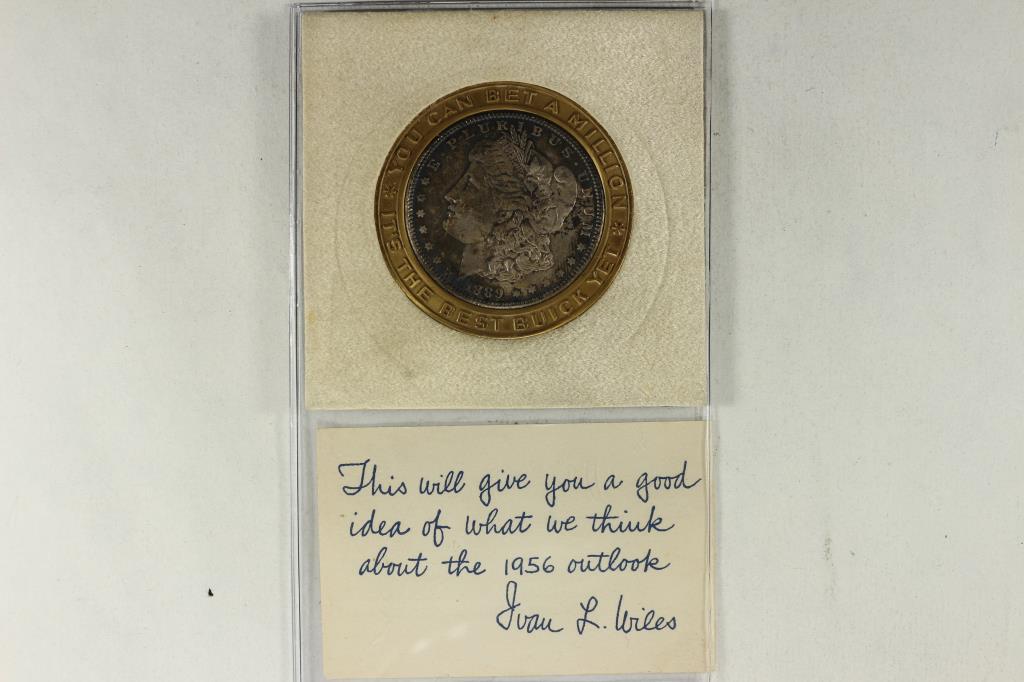 * YOU CAN BET A MILLION *
IT'S THE BEST BUICK YET
E·PLURIBUS·UNUM
1889
This will give you a good
idea of what we think
about the 1956 outlook
Ivan L. Wiles